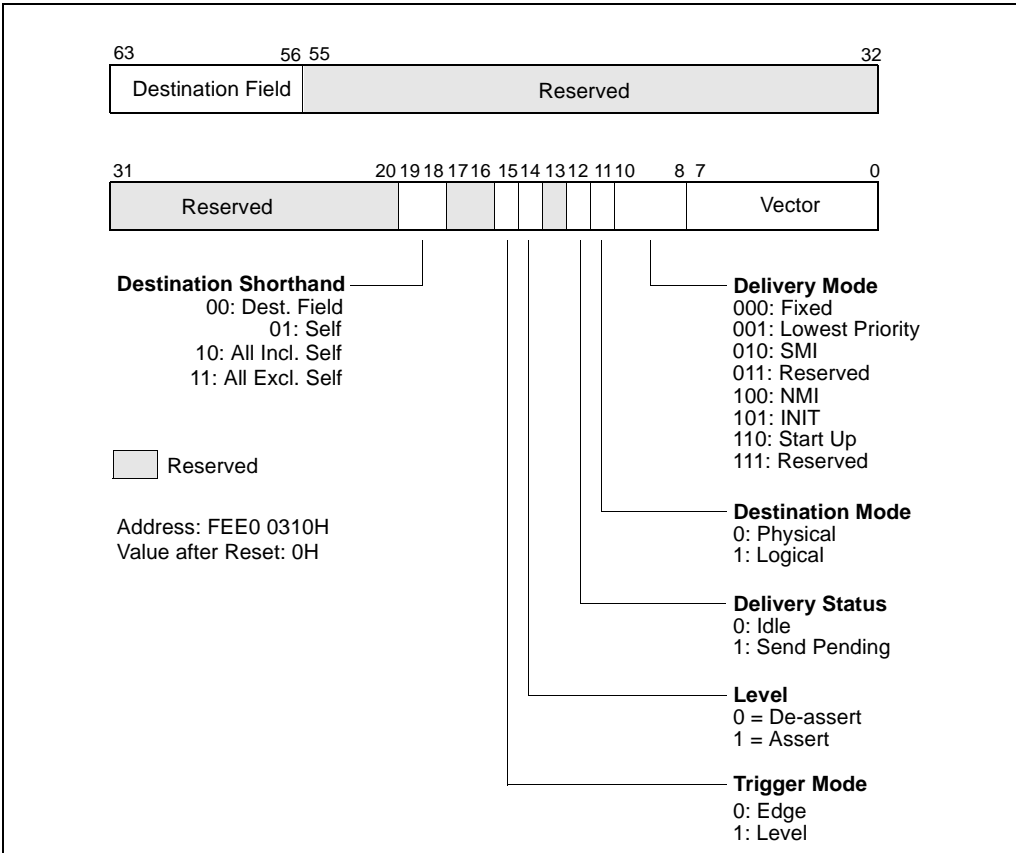 63 56 55 32
Destination Field Reserved
31 20 19 18 17 16 15 14 13 12 11 10 8 7 0
Reserved Vector
Destination Shorthand
00: Dest. Field
01: Self
10: All Incl. Self
11: All Excl. Self
Delivery Mode
000: Fixed
001: Lowest Priority
010: SMI
011: Reserved
100: NMI
101: INIT
110: Start Up
111: Reserved
Reserved
Address: FEE0 0310H
Value after Reset: 0H
Destination Mode
0: Physical
1: Logical
Delivery Status
0: Idle
1: Send Pending
Level
0 = De-assert
1 = Assert
Trigger Mode
0: Edge
1: Level